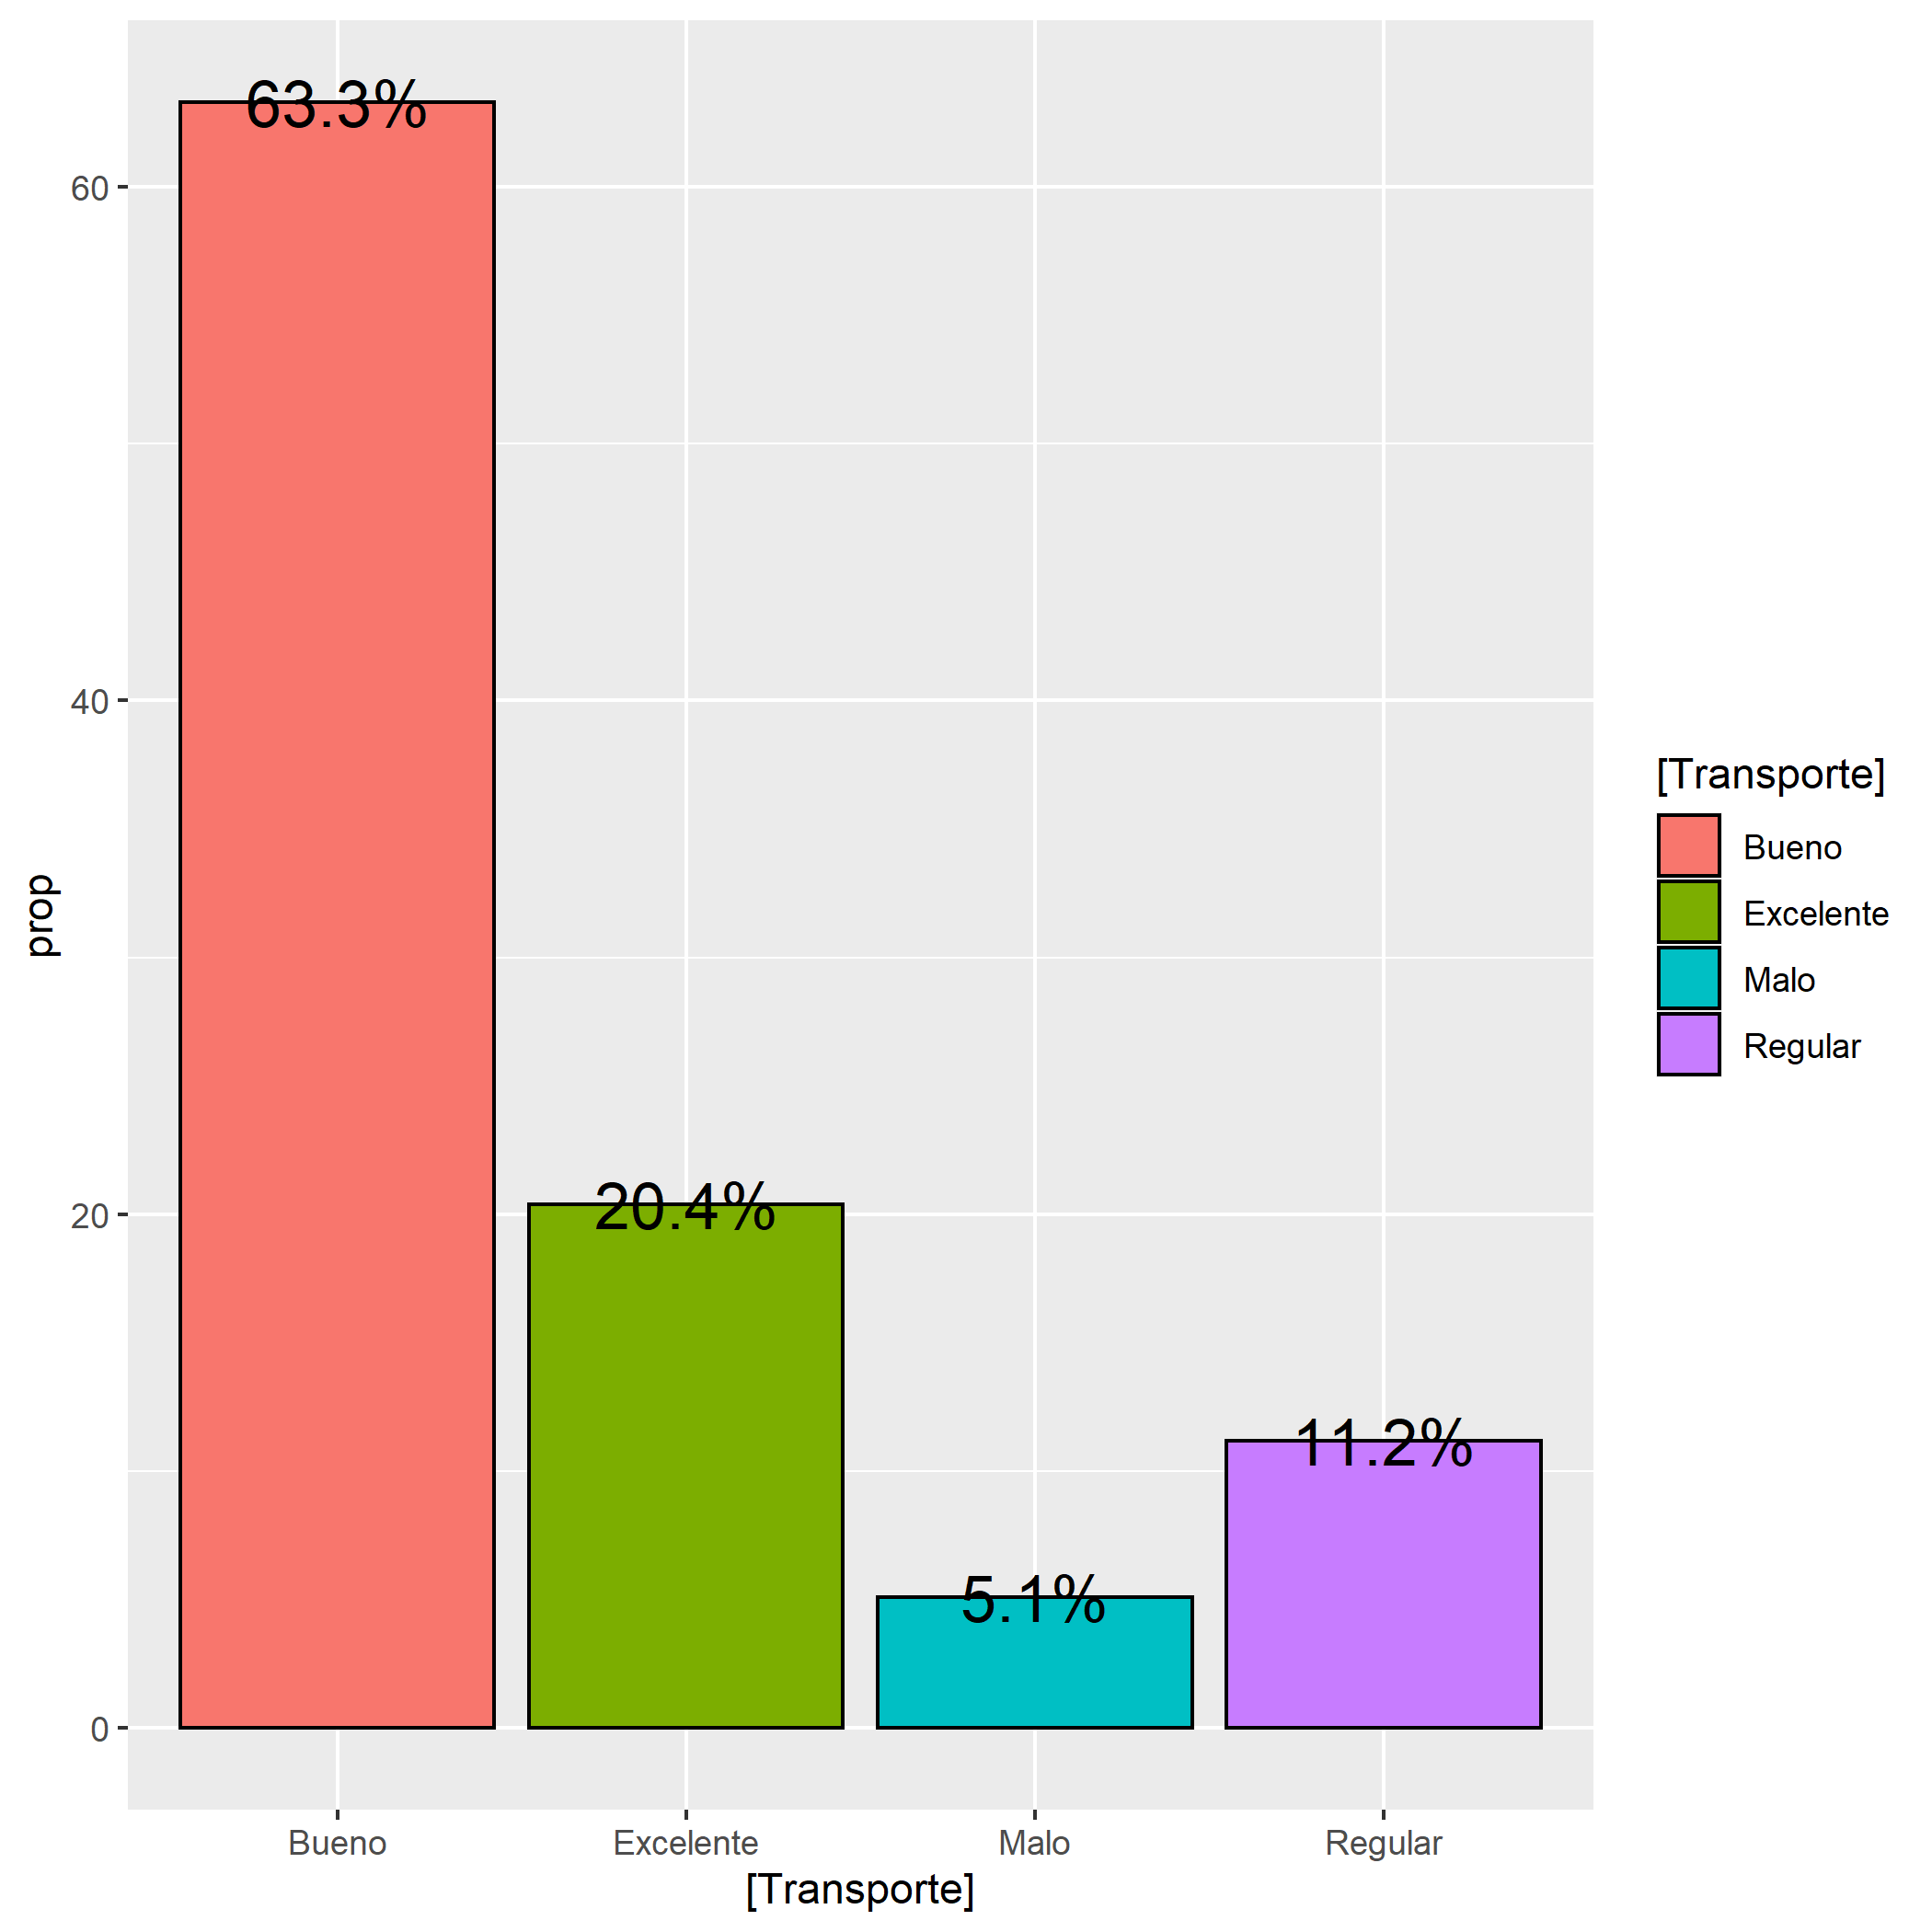 63.3%
60
40
[Transporte]
Bueno
Excelente
Malo
Regular
prop
20.4%
20
11.2%
5.1%
0
Bueno Excelente Malo Regular
[Transporte]